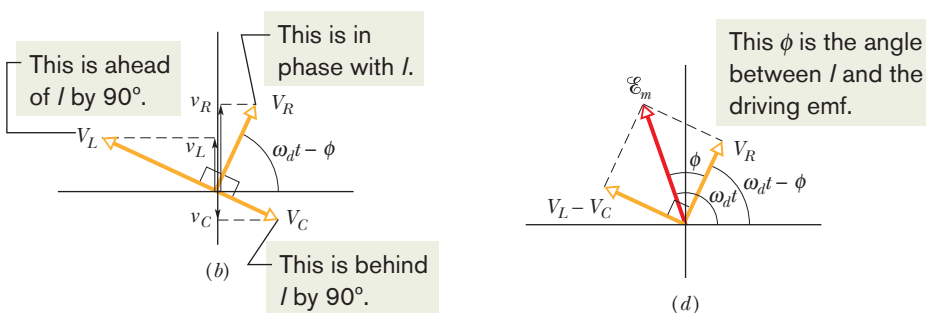 This is ahead
of I by 90°.
This is in
phase with I.
v_R
V_R
V_L
v_L
ω_d t – ϕ
v_C
V_C
(b)
This is behind
I by 90°.
This ϕ is the angle
between I and the
driving emf.
ℰ_m
ϕ
V_R
ω_d t – ϕ
ω_d t
V_L – V_C
(d)